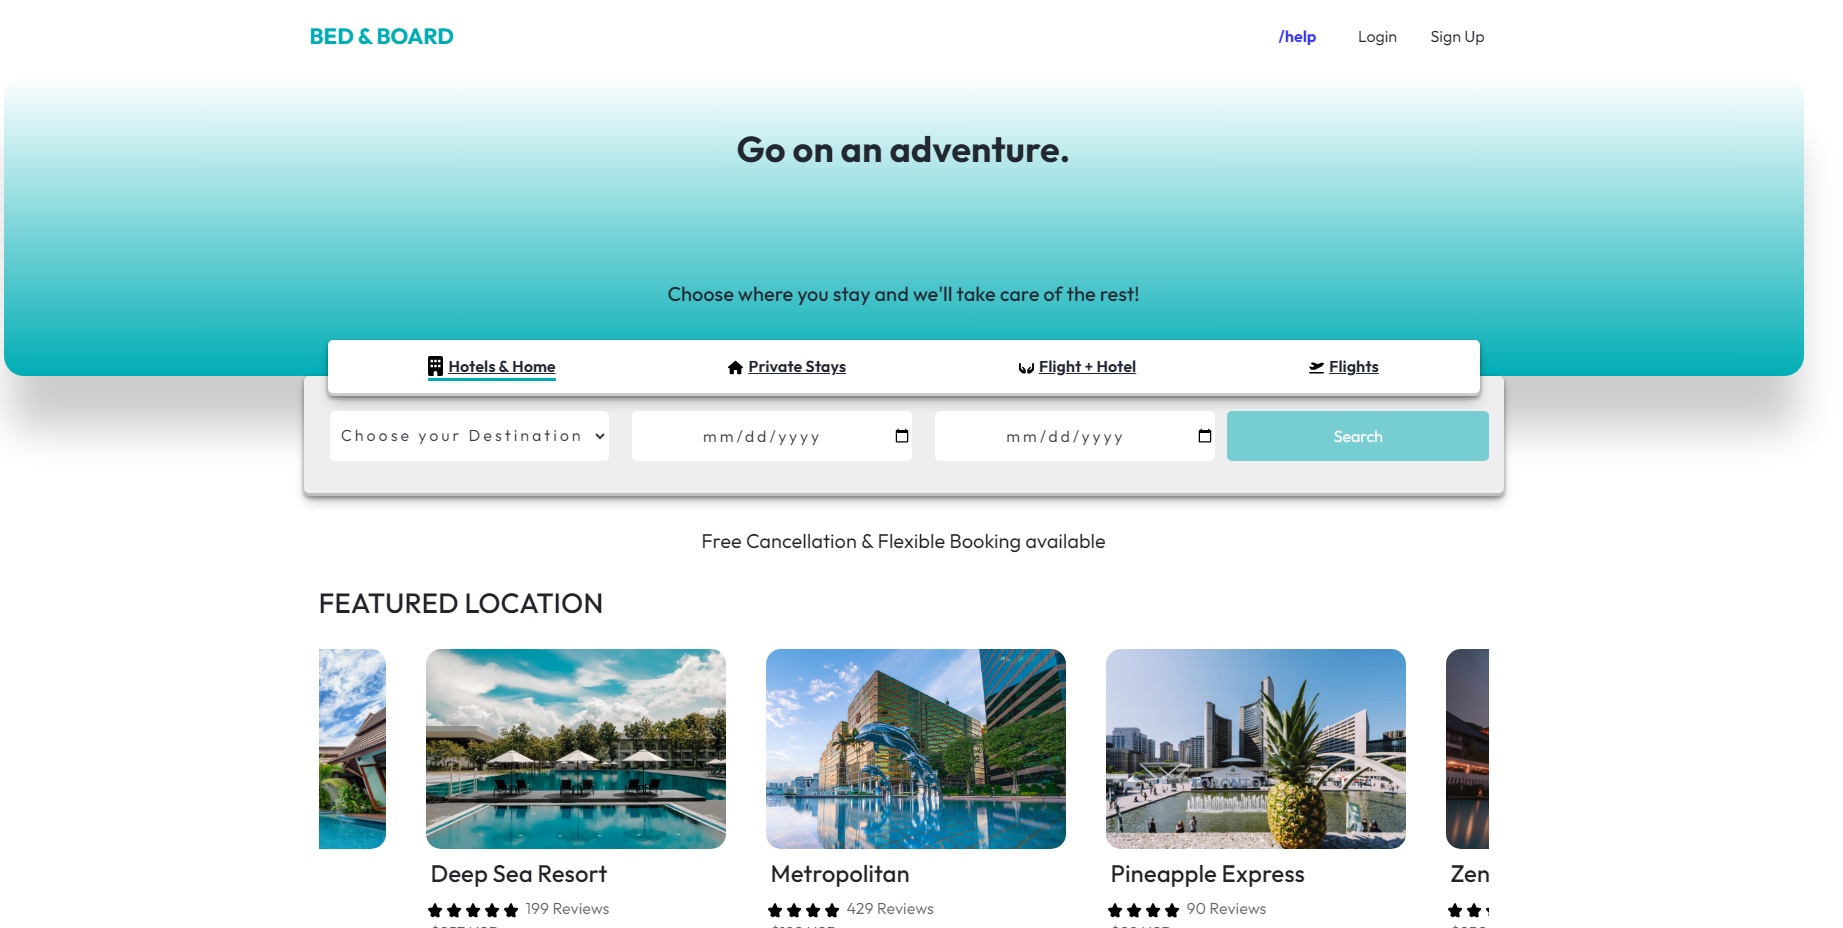 BED & BOARD
/help Login Sign Up
Go on an adventure.
Choose where you stay and we'll take care of the rest!
Hotels & Home Private Stays Flight + Hotel Flights
Choose your Destination mm/dd/yyyy mm/dd/yyyy Search
Free Cancellation & Flexible Booking available
FEATURED LOCATION
Deep Sea Resort Metropolitan Pineapple Express Zen
199 Reviews 429 Reviews 90 Reviews